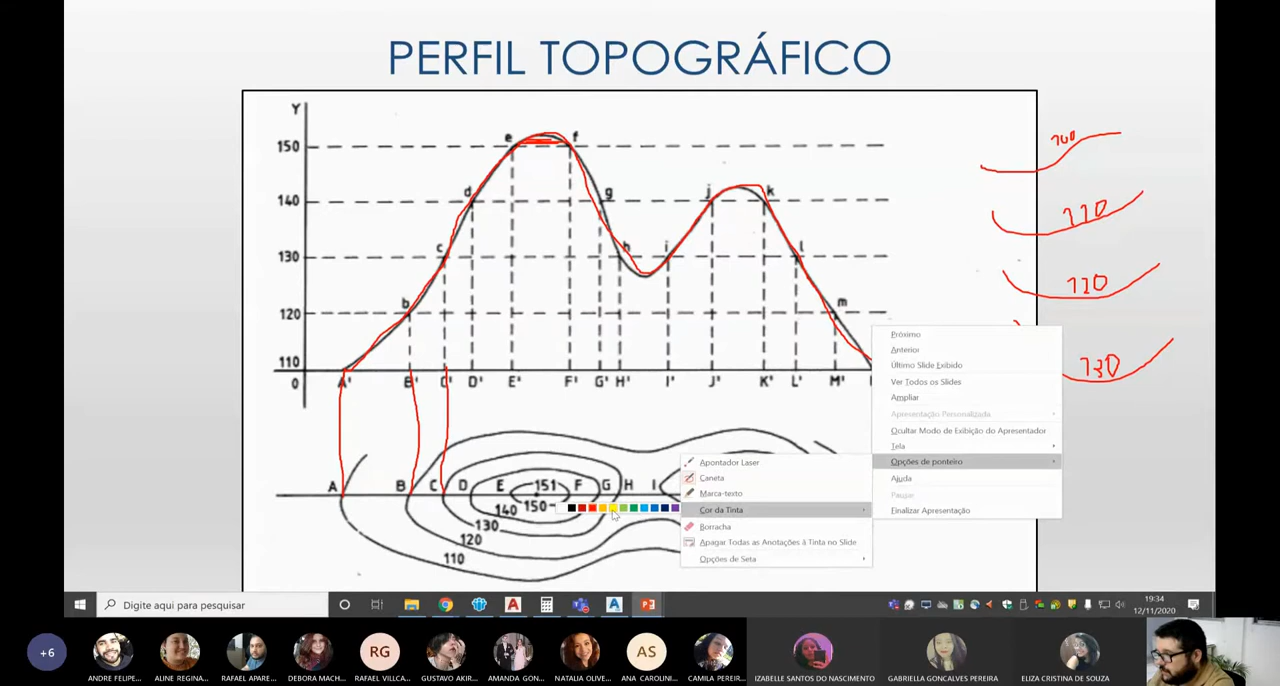 PERFIL TOPOGRÁFICO
Y
150
140
130
120
110
0
b
c
d
e
f
g
h
i
j
k
l
m
A' B' C' D' E' F' G' H' I' J' K' L' M'
A B C D E 151 F G H I
150
140
130
120
110
110
130
Próximo
Anterior
Último Slide Exibido
Ver Todos os Slides
Ampliar
Apresentação Personalizada
Ocultar Modo de Exibição do Apresentador
Tela
Opções de ponteiro
Ajuda
Pausar
Finalizar Apresentação
Apontador Laser
Caneta
Marca-texto
Cor da Tinta
Borracha
Apagar Todas as Anotações à Tinta no Slide
Opções de Seta
Digite aqui para pesquisar
19:34
12/11/2020
+6
RG
AS
ANDRE FELIPE...
ALINE REGINA...
RAFAEL APARE...
DEBORA MACH...
RAFAEL VILLC...
GUSTAVO AKIR...
AMANDA GON...
NATALIA OLIVE...
ANA CAROLINI...
CAMILA PEREIR...
IZABELLE SANTOS DO NASCIMENTO
GABRIELLA GONCALVES PEREIRA
ELIZA CRISTINA DE SOUZA